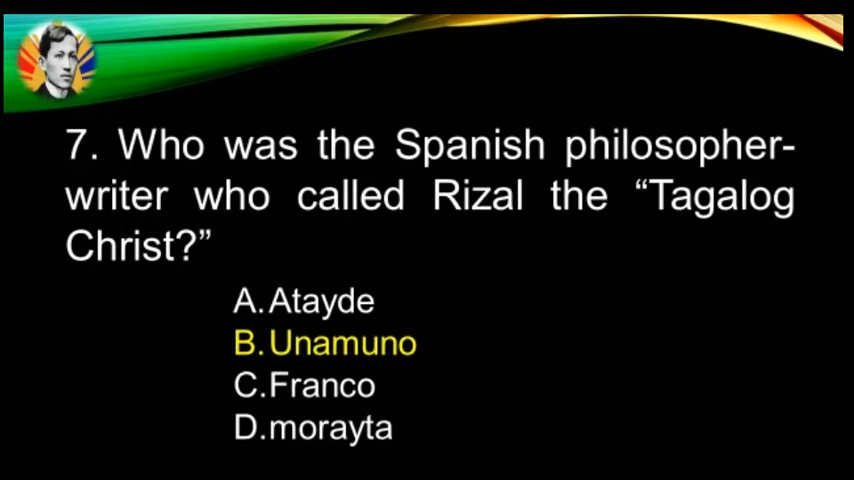 7. Who was the Spanish philosopher-
writer who called Rizal the “Tagalog
Christ?”
A.Atayde
B.Unamuno
C.Franco
D.morayta